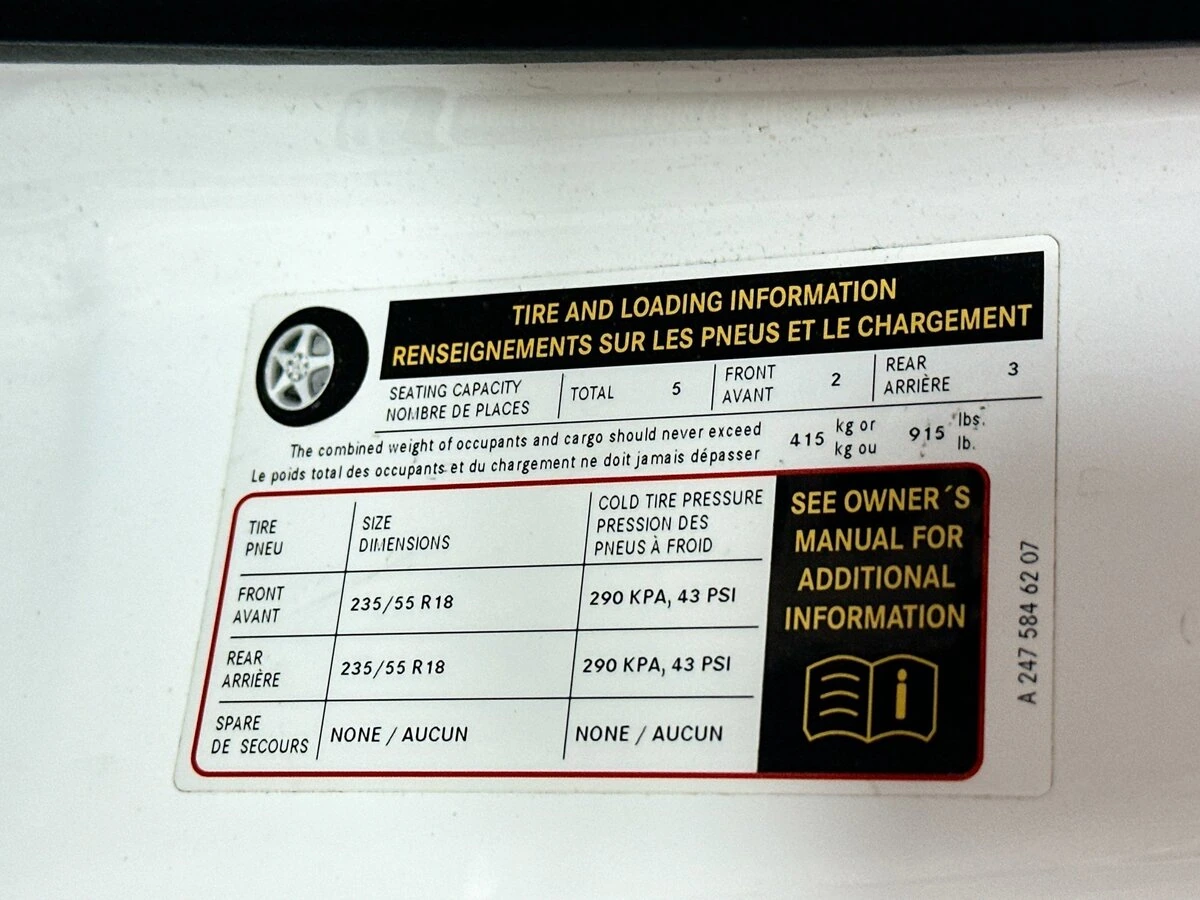 TIRE AND LOADING INFORMATION
RENSEIGNEMENTS SUR LES PNEUS ET LE CHARGEMENT
SEATING CAPACITY
NOMBRE DE PLACES
TOTAL 5
FRONT
AVANT
2
REAR
ARRIÈRE
3
The combined weight of occupants and cargo should never exceed
Le poids total des occupants et du chargement ne doit jamais dépasser
415
kg or
kg ou
915
lbs.
lb.
TIRE
PNEU
SIZE
DIMENSIONS
COLD TIRE PRESSURE
PRESSION DES
PNEUS À FROID
FRONT
AVANT
235/55 R18
290 KPA, 43 PSI
REAR
ARRIÈRE
235/55 R18
290 KPA, 43 PSI
SPARE
DE SECOURS
NONE / AUCUN
NONE / AUCUN
SEE OWNER´S
MANUAL FOR
ADDITIONAL
INFORMATION
i
A 247 584 62 07